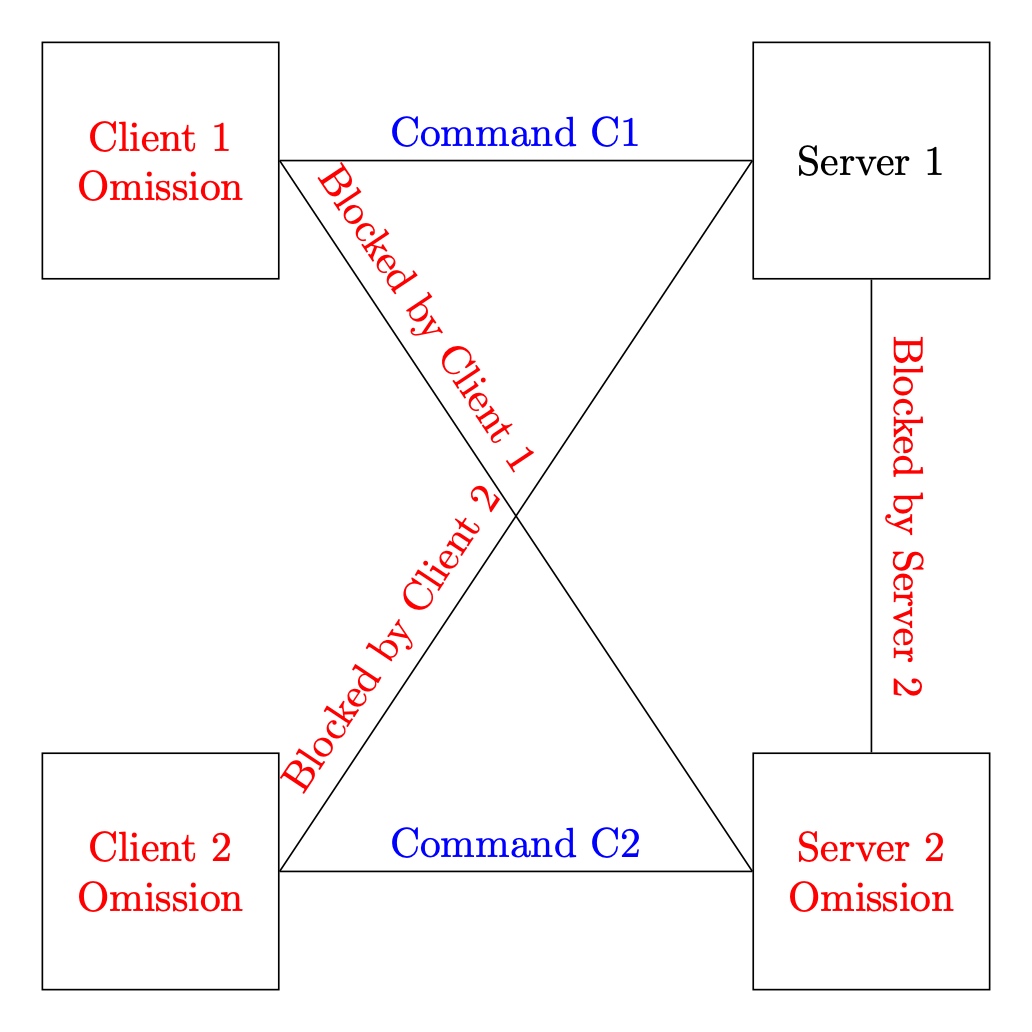 Client 1
Omission
Command C1
Server 1
Blocked by Client 1
Blocked by Server 2
Blocked by Client 2
Client 2
Omission
Command C2
Server 2
Omission